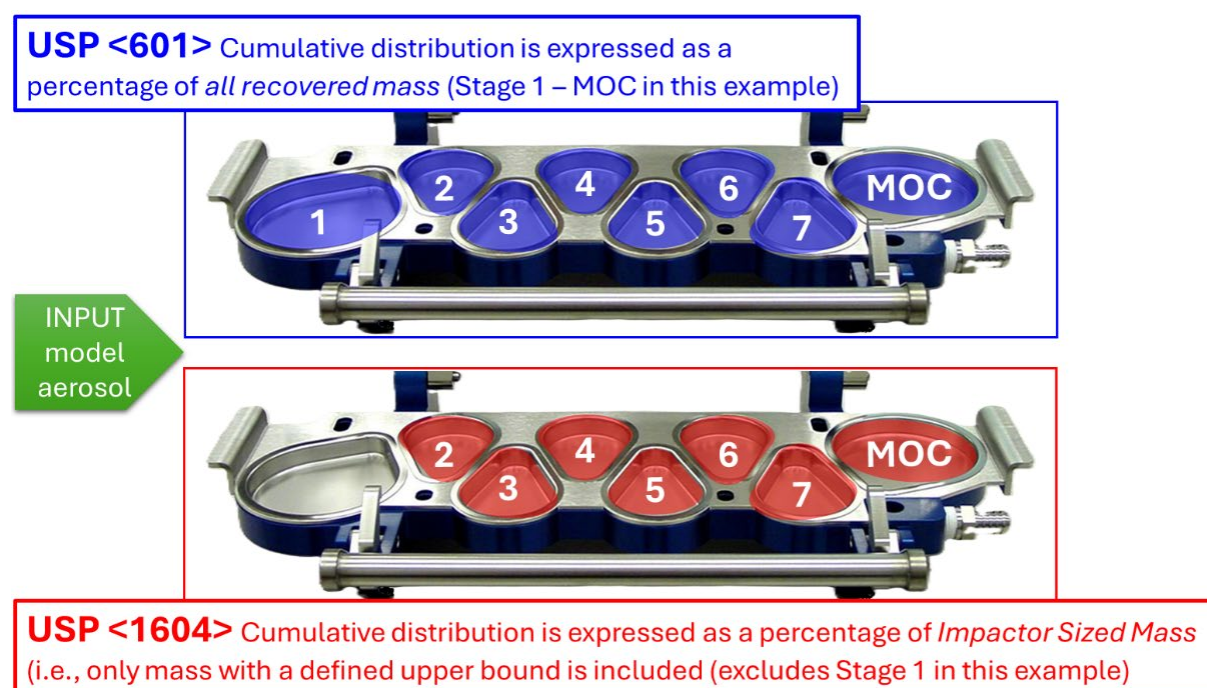 USP <601> Cumulative distribution is expressed as a
percentage of all recovered mass (Stage 1 – MOC in this example)
1
2
3
4
5
6
7
MOC
INPUT
model
aerosol
2
3
4
5
6
7
MOC
USP <1604> Cumulative distribution is expressed as a percentage of Impactor Sized Mass
(i.e., only mass with a defined upper bound is included (excludes Stage 1 in this example)